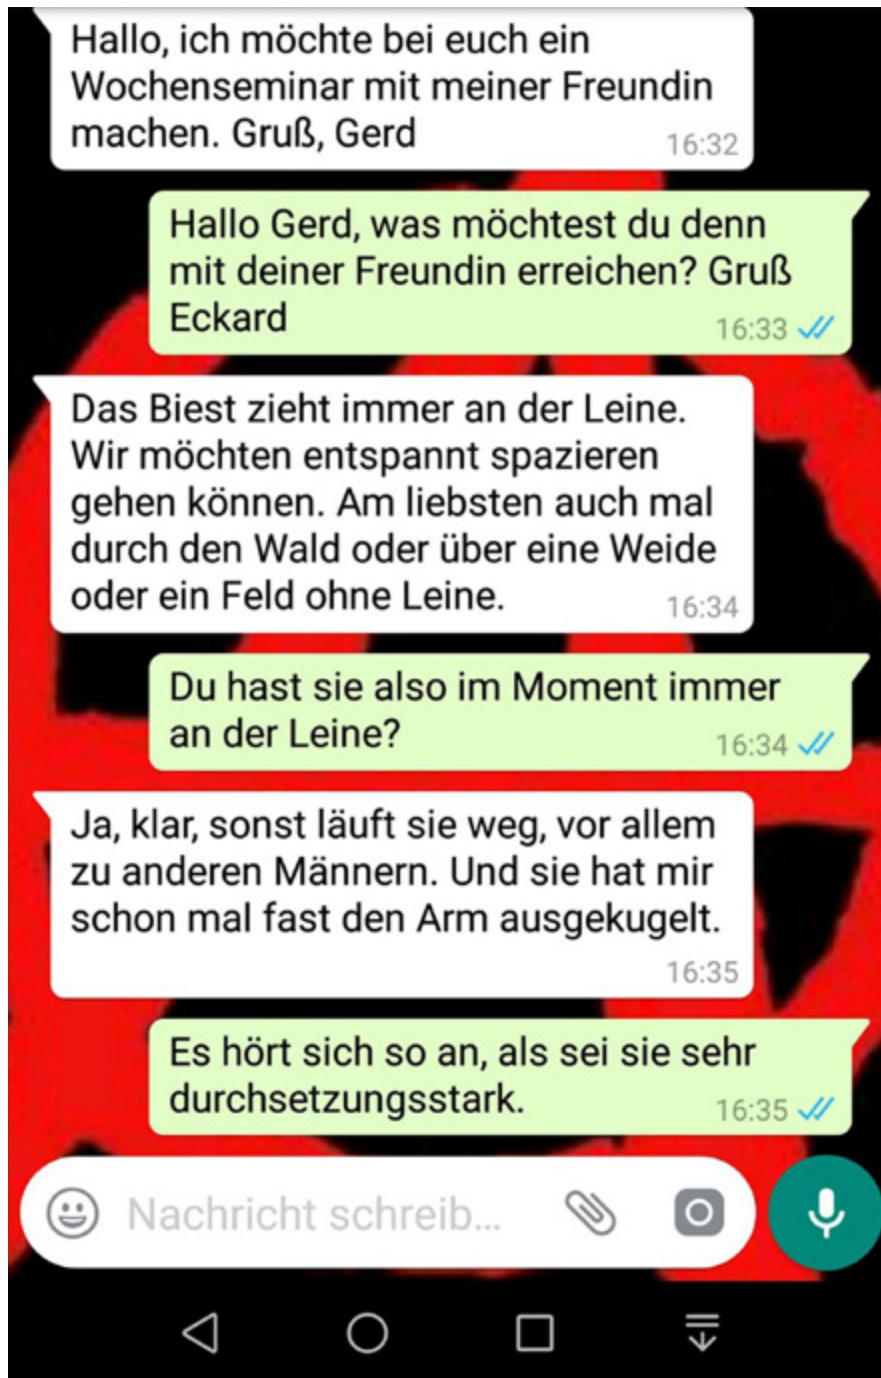 Hallo, ich möchte bei euch ein
Wochenseminar mit meiner Freundin
machen. Gruß, Gerd
16:32
Hallo Gerd, was möchtest du denn
mit deiner Freundin erreichen? Gruß
Eckard
16:33
Das Biest zieht immer an der Leine.
Wir möchten entspannt spazieren
gehen können. Am liebsten auch mal
durch den Wald oder über eine Weide
oder ein Feld ohne Leine.
16:34
Du hast sie also im Moment immer
an der Leine?
16:34
Ja, klar, sonst läuft sie weg, vor allem
zu anderen Männern. Und sie hat mir
schon mal fast den Arm ausgekugelt.
16:35
Es hört sich so an, als sei sie sehr
durchsetzungsstark.
16:35
Nachricht schreib...